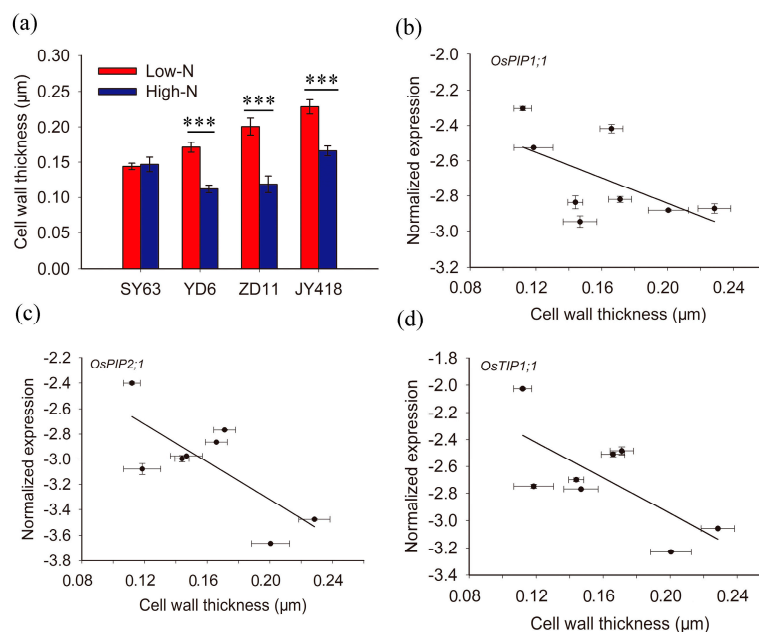 (a)
0.30
0.25
0.20
0.15
0.10
0.05
0.00
Cell wall thickness (µm)
Low-N
High-N
***
***
***
SY63 YD6 ZD11 JY418
(b)
OsPIP1;1
-2.0
-2.2
-2.4
-2.6
-2.8
-3.0
-3.2
Normalized expression
0.08 0.12 0.16 0.20 0.24
Cell wall thickness (µm)
(c)
OsPIP2;1
-2.2
-2.4
-2.6
-2.8
-3.0
-3.2
-3.4
-3.6
-3.8
Normalized expression
0.08 0.12 0.16 0.20 0.24
Cell wall thickness (µm)
(d)
OsTIP1;1
-1.8
-2.0
-2.2
-2.4
-2.6
-2.8
-3.0
-3.2
-3.4
Normalized expression
0.08 0.12 0.16 0.20 0.24
Cell wall thickness (µm)